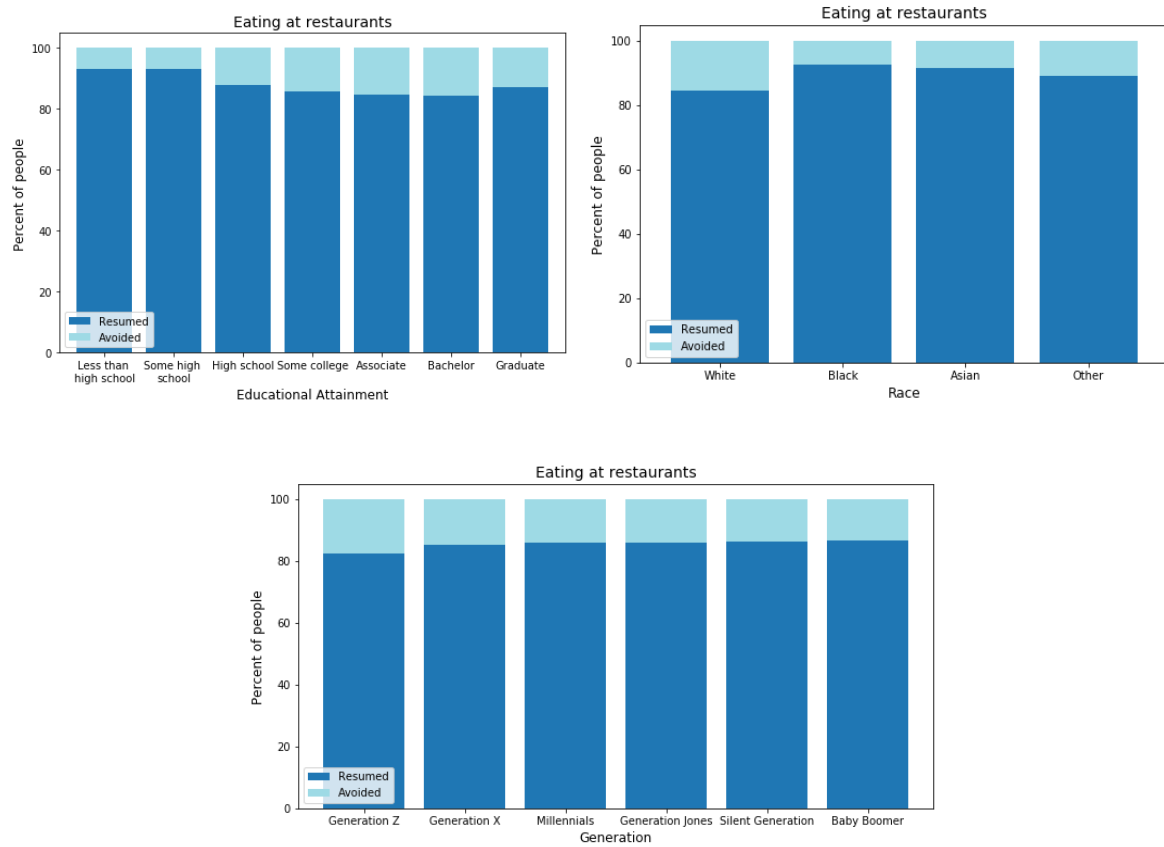 Eating at restaurants
100
80
60
40
20
0
Percent of people
Resumed
Avoided
Less than
high school
Some high
school
High school
Some college
Associate
Bachelor
Graduate
Educational Attainment
Eating at restaurants
100
80
60
40
20
0
Percent of people
Resumed
Avoided
White
Black
Asian
Other
Race
Eating at restaurants
100
80
60
40
20
0
Percent of people
Resumed
Avoided
Generation Z
Generation X
Millennials
Generation Jones
Silent Generation
Baby Boomer
Generation